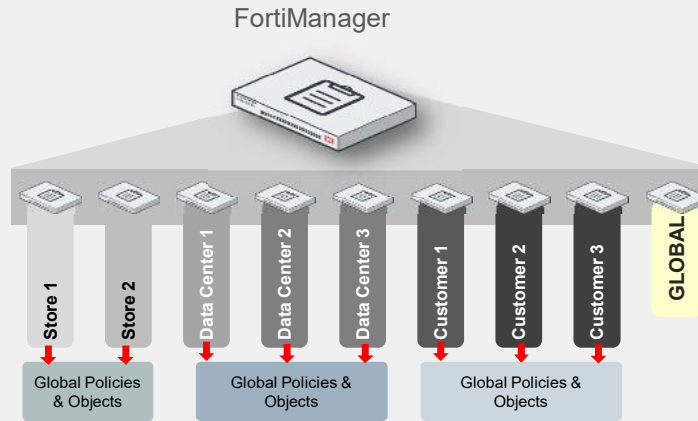 FortiManager
Store 1
Store 2
Data Center 1
Data Center 2
Data Center 3
Customer 1
Customer 2
Customer 3
GLOBAL
Global Policies
& Objects
Global Policies &
Objects
Global Policies &
Objects